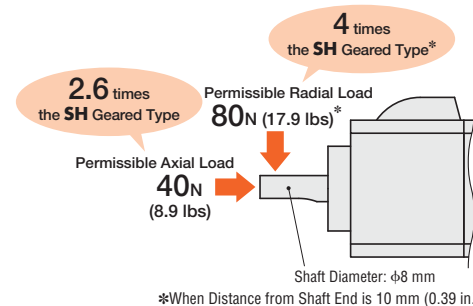 4 times
the SH Geared Type*
2.6 times
the SH Geared Type
Permissible Radial Load
80N (17.9 lbs)*
Permissible Axial Load
40N
(8.9 lbs)
Shaft Diameter: ϕ8 mm
✻When Distance from Shaft End is 10 mm (0.39 in.